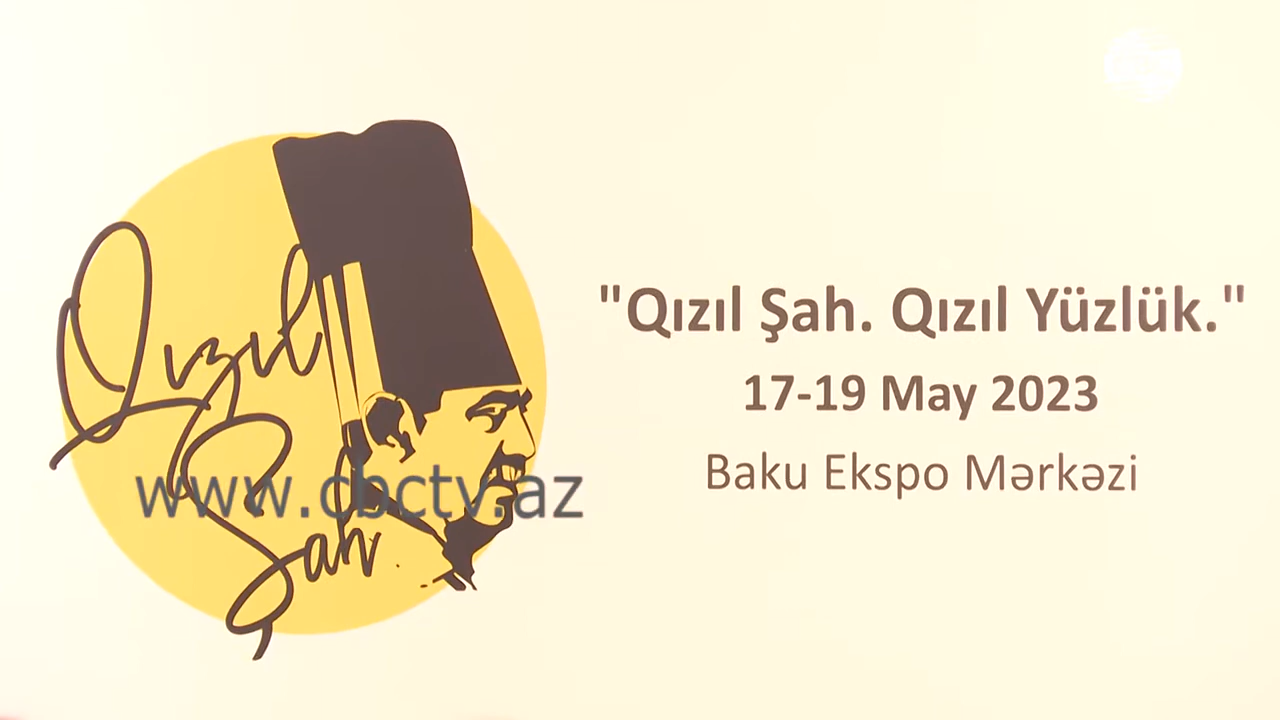 Qızıl
Şah
www.cbctv.az
"Qızıl Şah. Qızıl Yüzlük."
17-19 May 2023
Baku Ekspo Mərkəzi